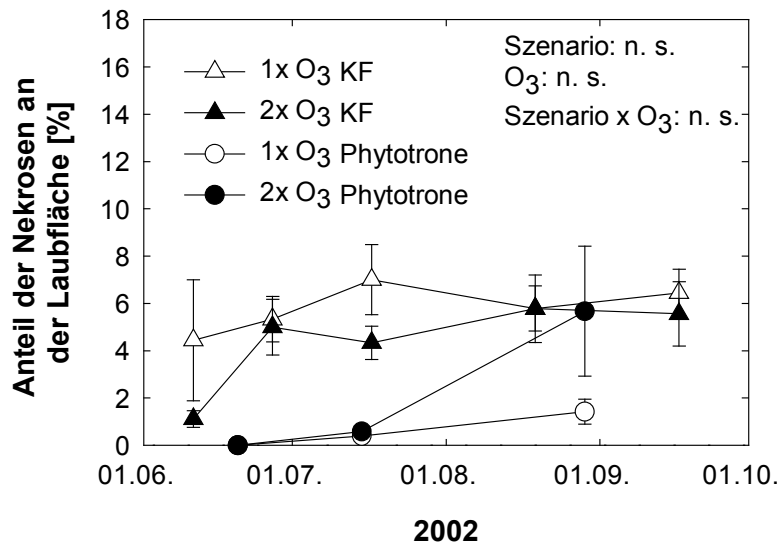 Anteil der Nekrosen an
der Laubfläche [%]
18
16
14
12
10
8
6
4
2
0
1x O3 KF
2x O3 KF
1x O3 Phytotrone
2x O3 Phytotrone
Szenario: n. s.
O3: n. s.
Szenario x O3: n. s.
01.06. 01.07. 01.08. 01.09. 01.10.
2002